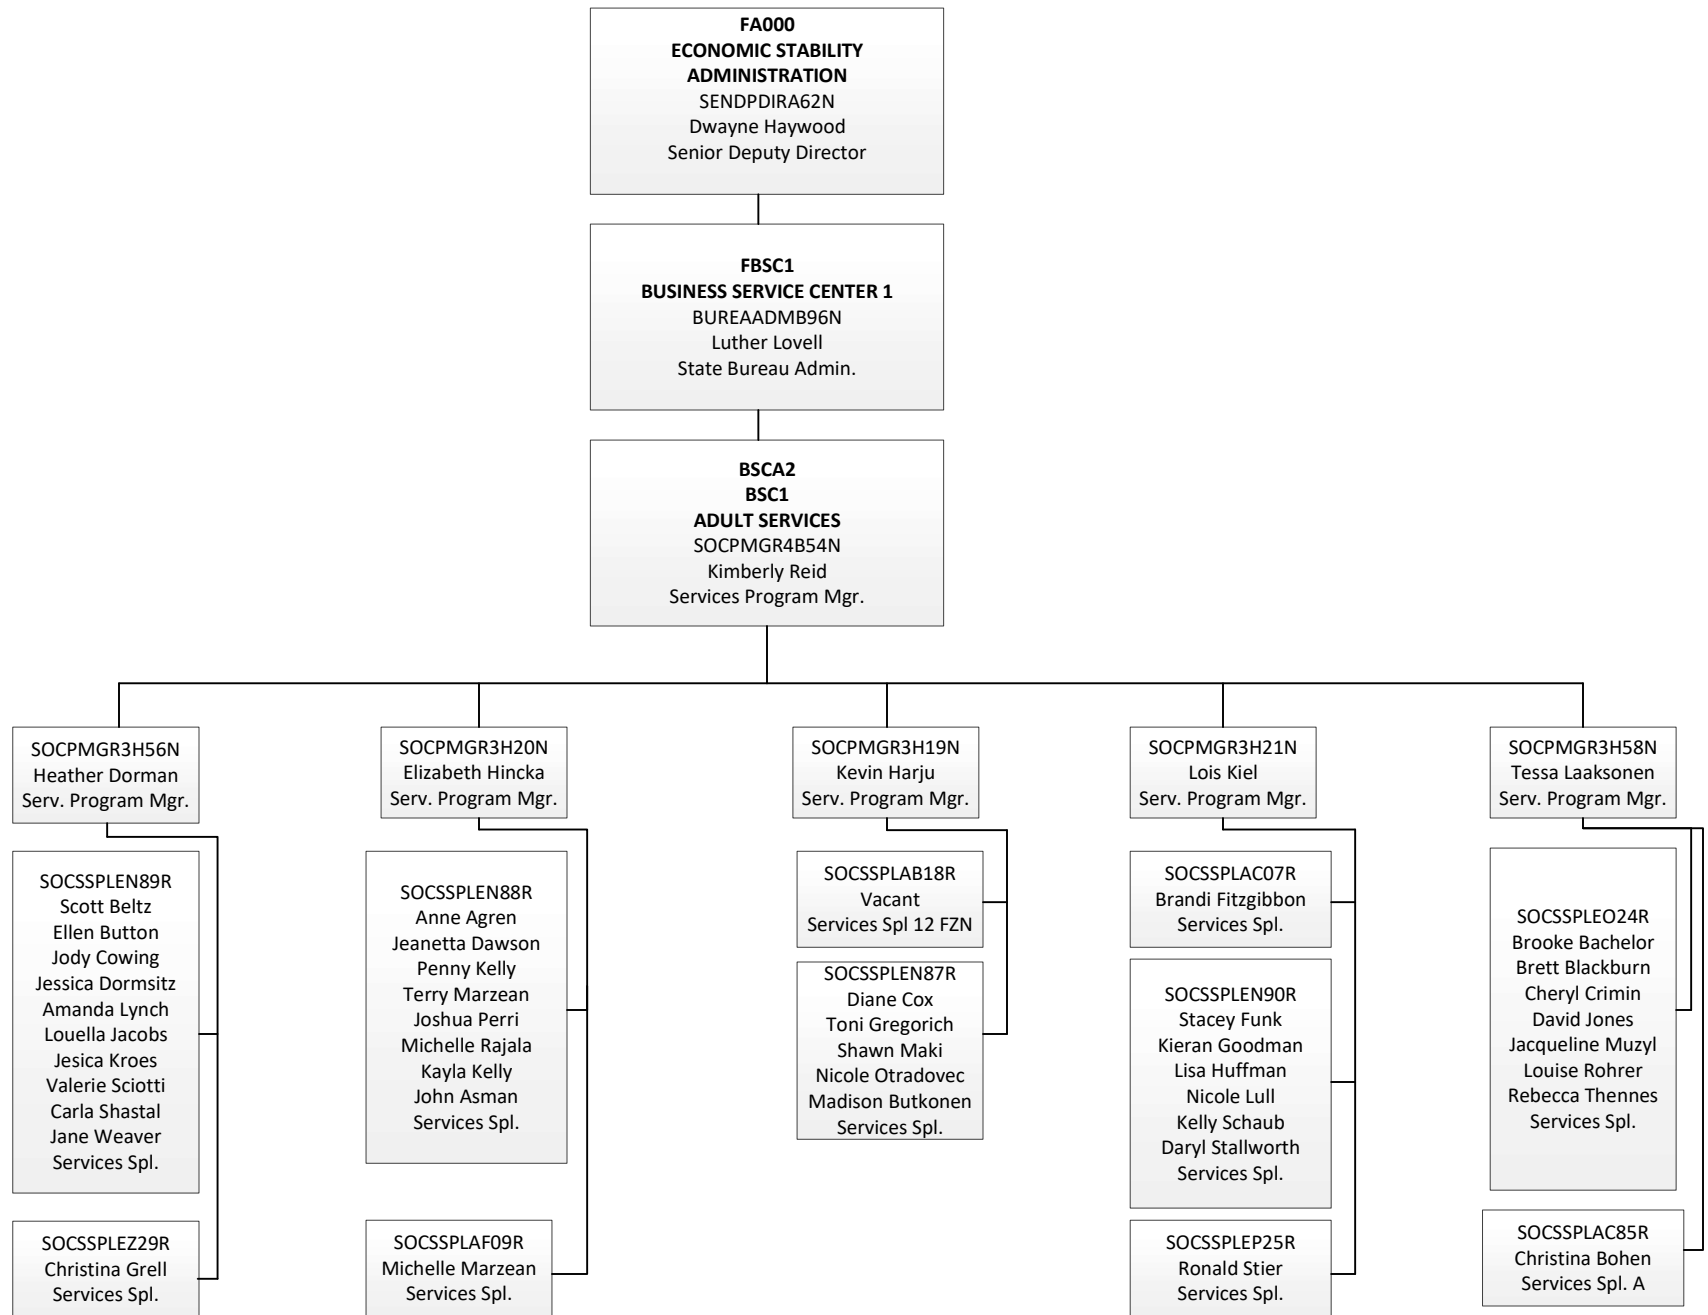 FA000
ECONOMIC STABILITY
ADMINISTRATION
SENDPDIRA62N
Dwayne Haywood
Senior Deputy Director
FBSC1
BUSINESS SERVICE CENTER 1
BUREAADMB96N
Luther Lovell
State Bureau Admin.
BSCA2
BSC1
ADULT SERVICES
SOCPMGR4B54N
Kimberly Reid
Services Program Mgr.
SOCPMGR3H56N
Heather Dorman
Serv. Program Mgr.
SOCSSPLEN89R
Scott Beltz
Ellen Button
Jody Cowing
Jessica Dormsitz
Amanda Lynch
Louella Jacobs
Jesica Kroes
Valerie Sciotti
Carla Shastal
Jane Weaver
Services Spl.
SOCSSPLEZ29R
Christina Grell
Services Spl.
SOCPMGR3H20N
Elizabeth Hincka
Serv. Program Mgr.
SOCSSPLEN88R
Anne Agren
Jeanetta Dawson
Penny Kelly
Terry Marzean
Joshua Perri
Michelle Rajala
Kayla Kelly
John Asman
Services Spl.
SOCSSPLAF09R
Michelle Marzean
Services Spl.
SOCPMGR3H19N
Kevin Harju
Serv. Program Mgr.
SOCSSPLAB18R
Vacant
Services Spl 12 FZN
SOCSSPLEN87R
Diane Cox
Toni Gregorich
Shawn Maki
Nicole Otradovec
Madison Butkonen
Services Spl.
SOCPMGR3H21N
Lois Kiel
Serv. Program Mgr.
SOCSSPLAC07R
Brandi Fitzgibbon
Services Spl.
SOCSSPLEN90R
Stacey Funk
Kieran Goodman
Lisa Huffman
Nicole Lull
Kelly Schaub
Daryl Stallworth
Services Spl.
SOCSSPLEP25R
Ronald Stier
Services Spl.
SOCPMGR3H58N
Tessa Laaksonen
Serv. Program Mgr.
SOCSSPLEO24R
Brooke Bachelor
Brett Blackburn
Cheryl Crimin
David Jones
Jacqueline Muzyl
Louise Rohrer
Rebecca Thennes
Services Spl.
SOCSSPLAC85R
Christina Bohen
Services Spl. A